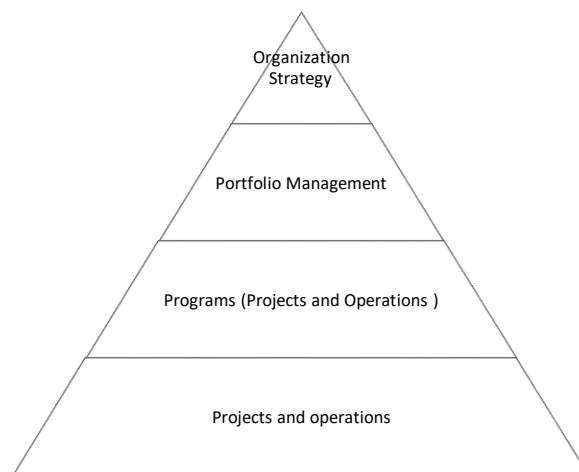 Organization
Strategy
Portfolio Management
Programs (Projects and Operations )
Projects and operations